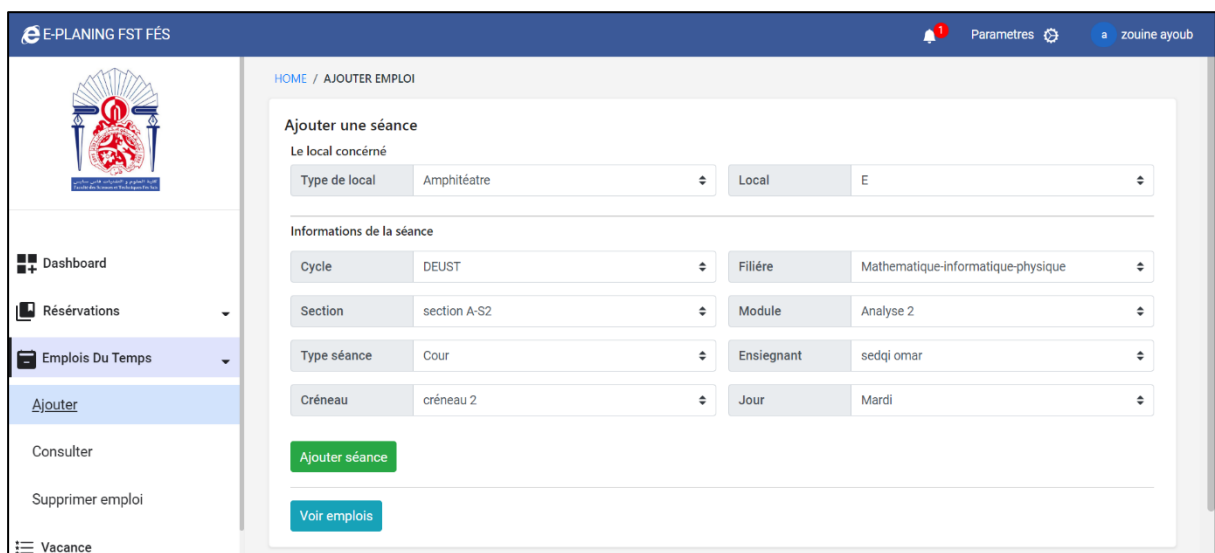 E-PLANING FST FÉS
1
Parametres
a zouine ayoub
Dashboard
Résérvations
Emplois Du Temps
Ajouter
Consulter
Supprimer emploi
Vacance
HOME / AJOUTER EMPLOI
Ajouter une séance
Le local concérné
Type de local Amphitéatre Local E
Informations de la séance
Cycle DEUST Filiére Mathematique-informatique-physique
Section section A-S2 Module Analyse 2
Type séance Cour Ensiegnant sedqi omar
Créneau créneau 2 Jour Mardi
Ajouter séance
Voir emplois